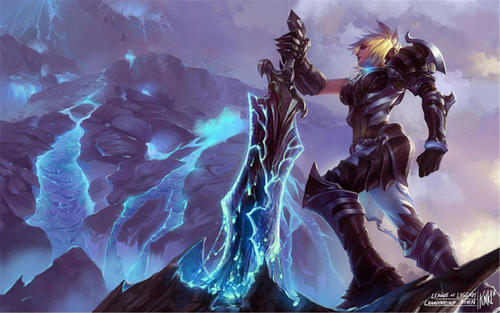 LEAGUE OF LEGENDS
CHAMPIONSHIP RIVEN